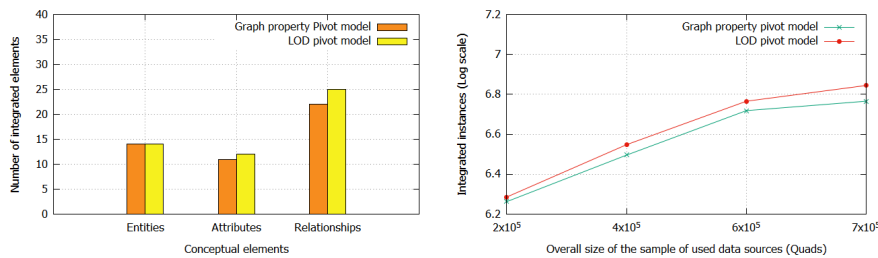 40
35
30
25
20
15
10
5
0
Number of integrated elements
Graph property Pivot model
LOD pivot model
Entities Attributes Relationships
Conceptual elements
7.2
7
6.8
6.6
6.4
6.2
Integrated instances (Log scale)
Graph property Pivot model
LOD pivot model
2x10⁵ 4x10⁵ 6x10⁵ 7x10⁵
Overall size of the sample of used data sources (Quads)